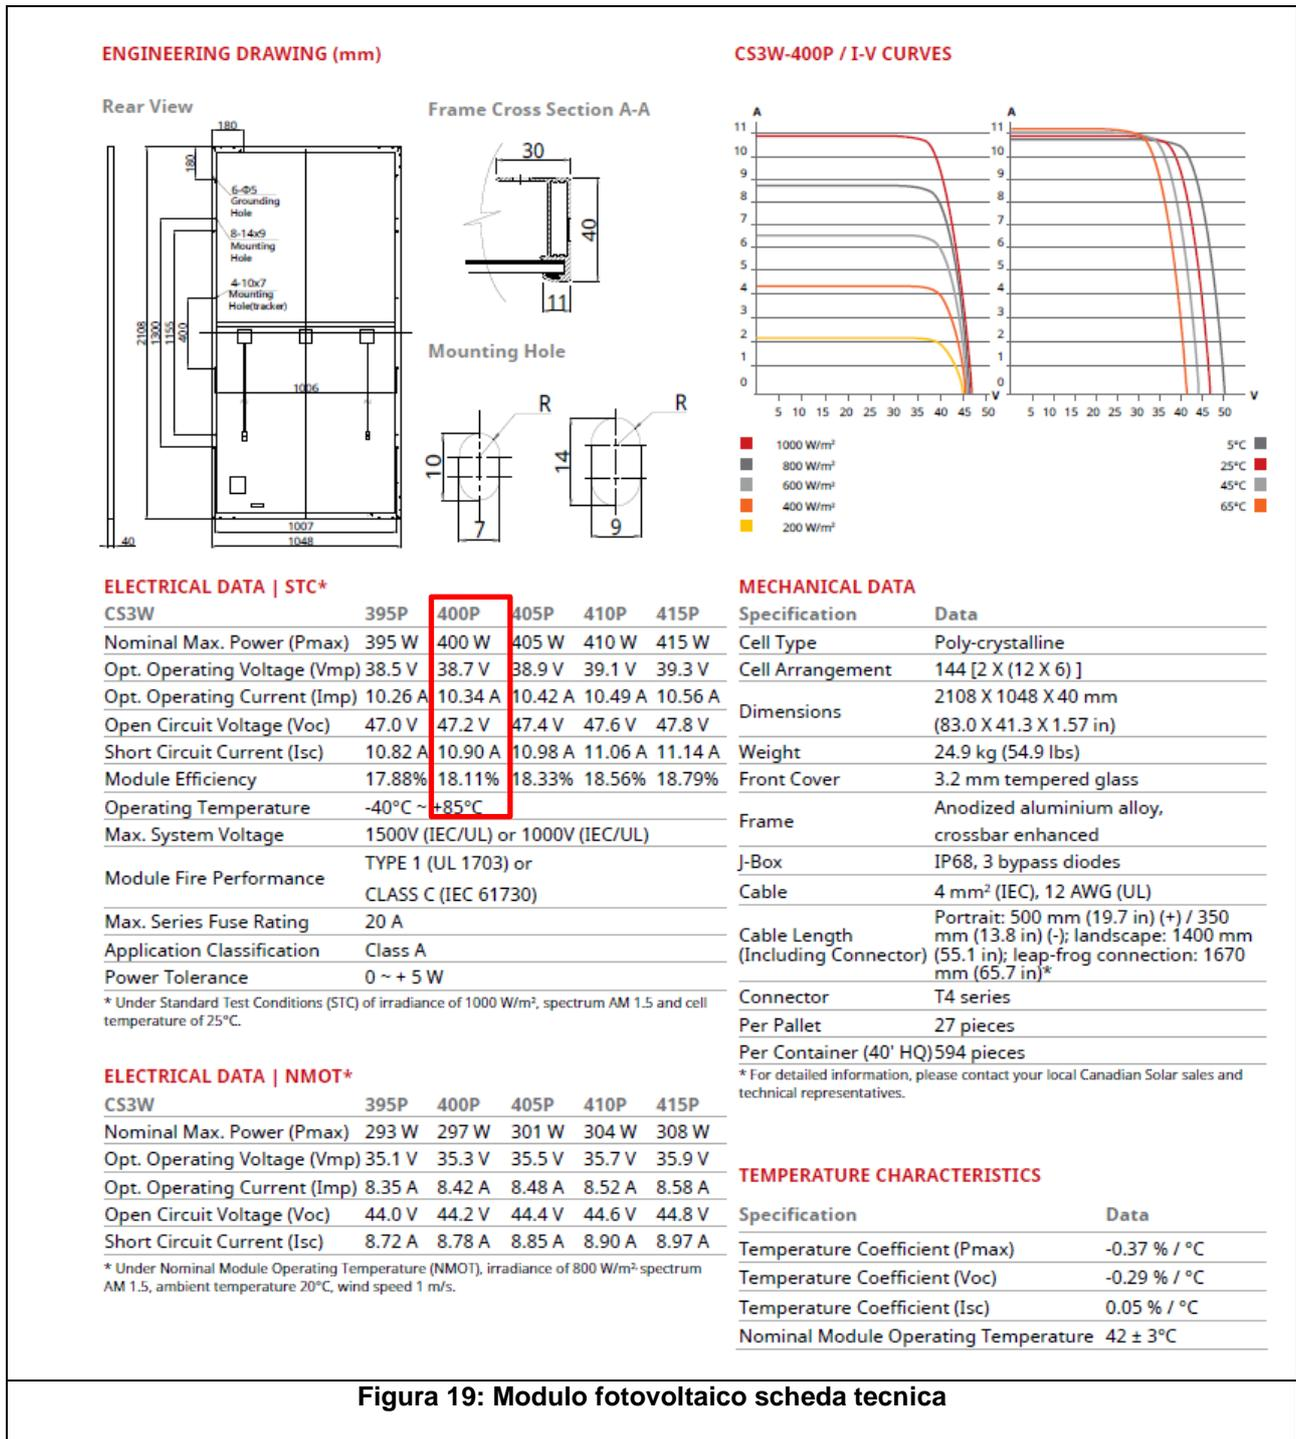 ENGINEERING DRAWING (mm)
Rear View
180
180
6-Φ5
Grounding
Hole
8-14x9
Mounting
Hole
4-10x7
Mounting
Hole(tracker)
2108
1300
1155
400
1006
1007
1048
40
Frame Cross Section A-A
30
40
11
Mounting Hole
R
10
7
R
14
9
CS3W-400P / I-V CURVES
A
11
10
9
8
7
6
5
4
3
2
1
0
5 10 15 20 25 30 35 40 45 50
V
A
11
10
9
8
7
6
5
4
3
2
1
0
5 10 15 20 25 30 35 40 45 50
V
1000 W/m²
800 W/m²
600 W/m²
400 W/m²
200 W/m²
5°C
25°C
45°C
65°C
ELECTRICAL DATA | STC*
CS3W 395P 400P 405P 410P 415P
Nominal Max. Power (Pmax) 395 W 400 W 405 W 410 W 415 W
Opt. Operating Voltage (Vmp) 38.5 V 38.7 V 38.9 V 39.1 V 39.3 V
Opt. Operating Current (Imp) 10.26 A 10.34 A 10.42 A 10.49 A 10.56 A
Open Circuit Voltage (Voc) 47.0 V 47.2 V 47.4 V 47.6 V 47.8 V
Short Circuit Current (Isc) 10.82 A 10.90 A 10.98 A 11.06 A 11.14 A
Module Efficiency 17.88% 18.11% 18.33% 18.56% 18.79%
Operating Temperature -40°C ~ +85°C
Max. System Voltage 1500V (IEC/UL) or 1000V (IEC/UL)
Module Fire Performance TYPE 1 (UL 1703) or
CLASS C (IEC 61730)
Max. Series Fuse Rating 20 A
Application Classification Class A
Power Tolerance 0 ~ + 5 W
* Under Standard Test Conditions (STC) of irradiance of 1000 W/m², spectrum AM 1.5 and cell
temperature of 25°C.
ELECTRICAL DATA | NMOT*
CS3W 395P 400P 405P 410P 415P
Nominal Max. Power (Pmax) 293 W 297 W 301 W 304 W 308 W
Opt. Operating Voltage (Vmp) 35.1 V 35.3 V 35.5 V 35.7 V 35.9 V
Opt. Operating Current (Imp) 8.35 A 8.42 A 8.48 A 8.52 A 8.58 A
Open Circuit Voltage (Voc) 44.0 V 44.2 V 44.4 V 44.6 V 44.8 V
Short Circuit Current (Isc) 8.72 A 8.78 A 8.85 A 8.90 A 8.97 A
* Under Nominal Module Operating Temperature (NMOT), irradiance of 800 W/m² spectrum
AM 1.5, ambient temperature 20°C, wind speed 1 m/s.
MECHANICAL DATA
Specification Data
Cell Type Poly-crystalline
Cell Arrangement 144 [2 X (12 X 6) ]
Dimensions 2108 X 1048 X 40 mm
(83.0 X 41.3 X 1.57 in)
Weight 24.9 kg (54.9 lbs)
Front Cover 3.2 mm tempered glass
Frame Anodized aluminium alloy,
crossbar enhanced
J-Box IP68, 3 bypass diodes
Cable 4 mm² (IEC), 12 AWG (UL)
Cable Length
(Including Connector) Portrait: 500 mm (19.7 in) (+) / 350
mm (13.8 in) (-); landscape: 1400 mm
(55.1 in); leap-frog connection: 1670
mm (65.7 in)*
Connector T4 series
Per Pallet 27 pieces
Per Container (40' HQ) 594 pieces
* For detailed information, please contact your local Canadian Solar sales and
technical representatives.
TEMPERATURE CHARACTERISTICS
Specification Data
Temperature Coefficient (Pmax) -0.37 % / °C
Temperature Coefficient (Voc) -0.29 % / °C
Temperature Coefficient (Isc) 0.05 % / °C
Nominal Module Operating Temperature 42 ± 3°C
Figura 19: Modulo fotovoltaico scheda tecnica